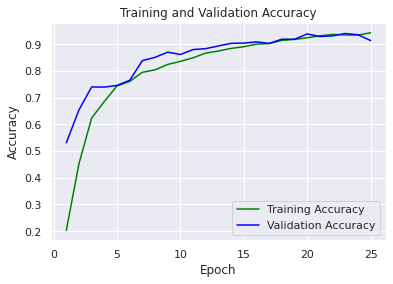 Training and Validation Accuracy
Accuracy
0.9
0.8
0.7
0.6
0.5
0.4
0.3
0.2
Training Accuracy
Validation Accuracy
0 5 10 15 20 25
Epoch